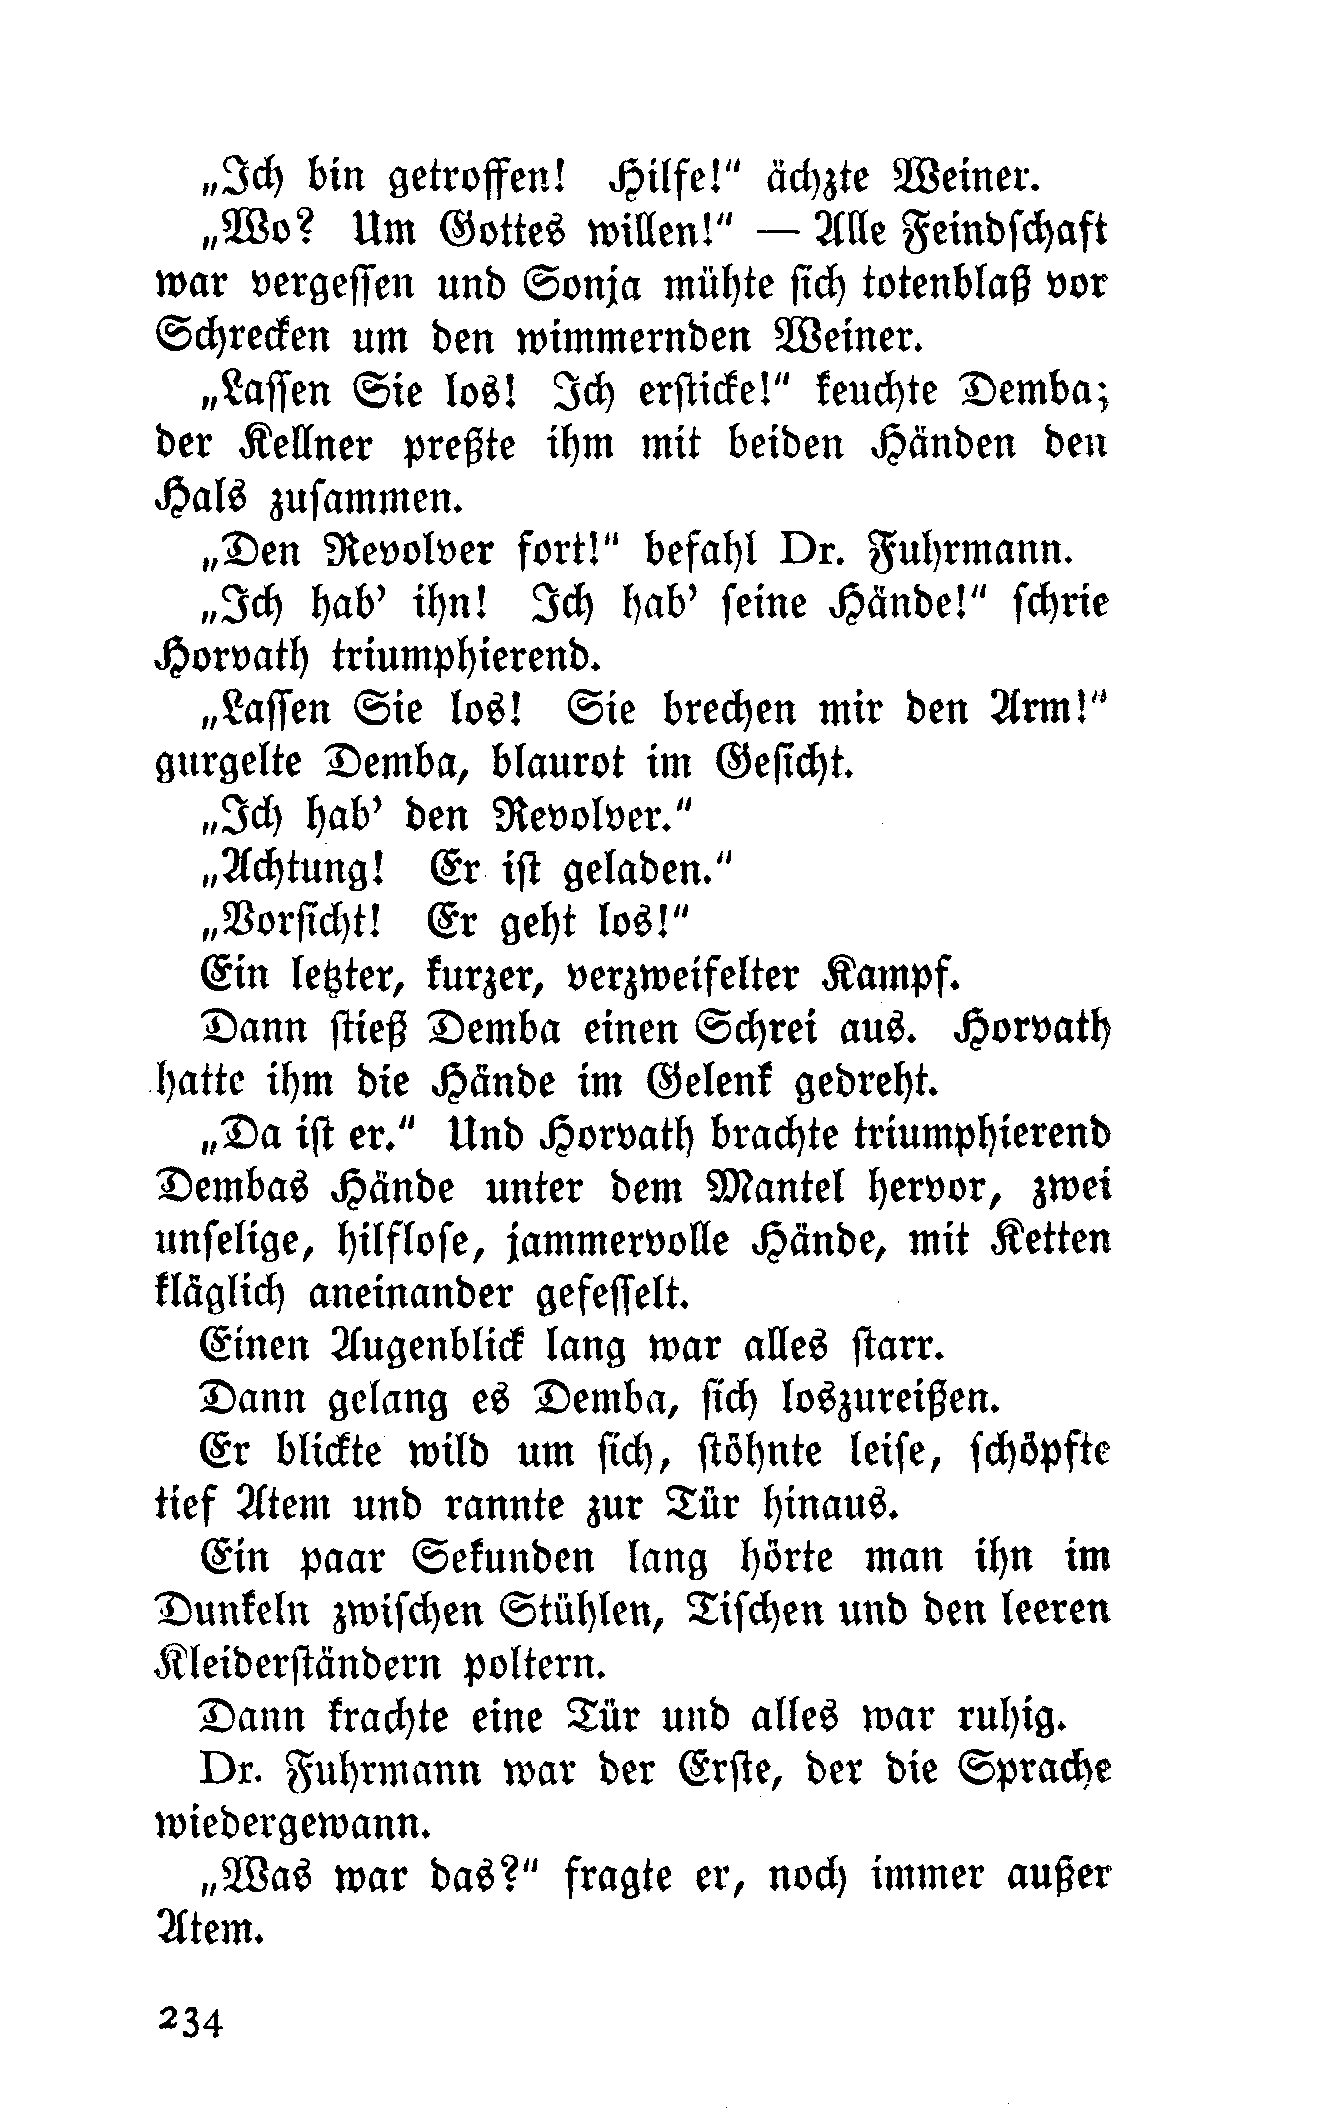 „Ich bin getroffen! Hilfe!“ ächzte Weiner.
„Wo? Um Gottes willen!“ — Alle Feindschaft
war vergessen und Sonja mühte sich totenblaß vor
Schrecken um den wimmernden Weiner.
„Lassen Sie los! Ich ersticke!“ keuchte Demba;
der Kellner preßte ihm mit beiden Händen den
Hals zusammen.
„Den Revolver fort!“ befahl Dr. Fuhrmann.
„Ich hab’ ihn! Ich hab’ seine Hände!“ schrie
Horvath triumphierend.
„Lassen Sie los! Sie brechen mir den Arm!“
gurgelte Demba, blaurot im Gesicht.
„Ich hab’ den Revolver.“
„Achtung! Er ist geladen.“
„Vorsicht! Er geht los!“
Ein letzter, kurzer, verzweifelter Kampf.
Dann stieß Demba einen Schrei aus. Horvath
hatte ihm die Hände im Gelenk gedreht.
„Da ist er.“ Und Horvath brachte triumphierend
Dembas Hände unter dem Mantel hervor, zwei
unselige, hilflose, jammervolle Hände, mit Ketten
kläglich aneinander gefesselt.
Einen Augenblick lang war alles starr.
Dann gelang es Demba, sich loszureißen.
Er blickte wild um sich, stöhnte leise, schöpfte
tief Atem und rannte zur Tür hinaus.
Ein paar Sekunden lang hörte man ihn im
Dunkeln zwischen Stühlen, Tischen und den leeren
Kleiderständern poltern.
Dann krachte eine Tür und alles war ruhig.
Dr. Fuhrmann war der Erste, der die Sprache
wiedergewann.
„Was war das?“ fragte er, noch immer außer
Atem.
234